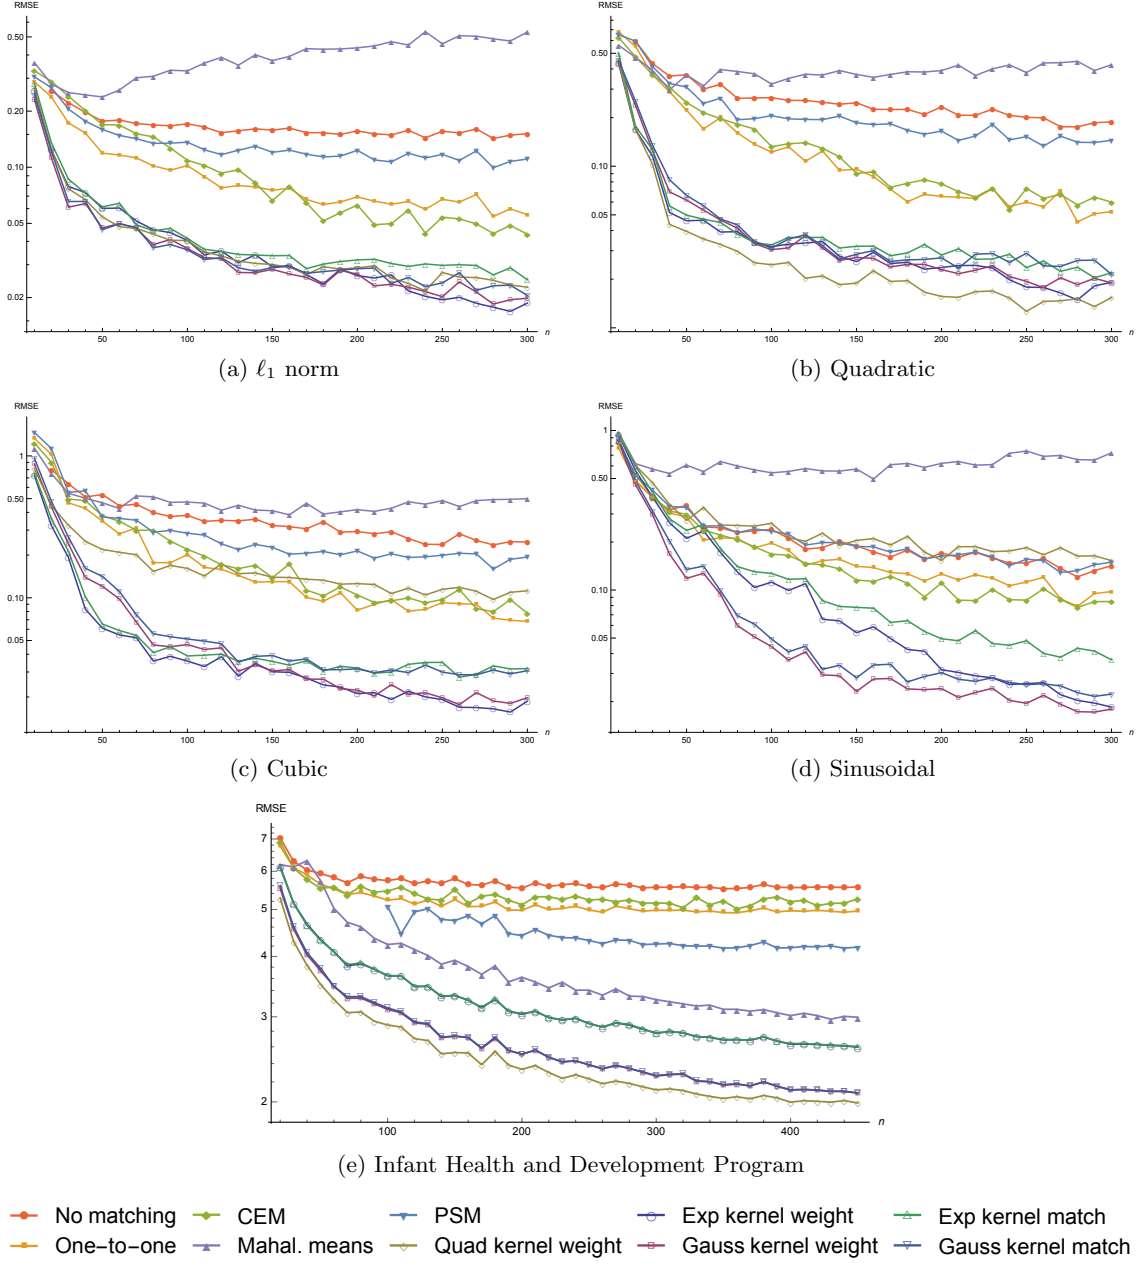 RMSE
0.50
0.20
0.10
0.05
0.02
50
100
150
200
250
300
n
(a) ℓ1 norm
RMSE
0.50
0.10
0.05
50
100
150
200
250
300
n
(b) Quadratic
RMSE
1
0.50
0.10
0.05
50
100
150
200
250
300
n
(c) Cubic
RMSE
1
0.50
0.10
0.05
50
100
150
200
250
300
n
(d) Sinusoidal
RMSE
7
6
5
4
3
2
100
200
300
400
n
(e) Infant Health and Development Program
No matching CEM PSM Exp kernel weight Exp kernel match
One-to-one Mahal. means Quad kernel weight Gauss kernel weight Gauss kernel match